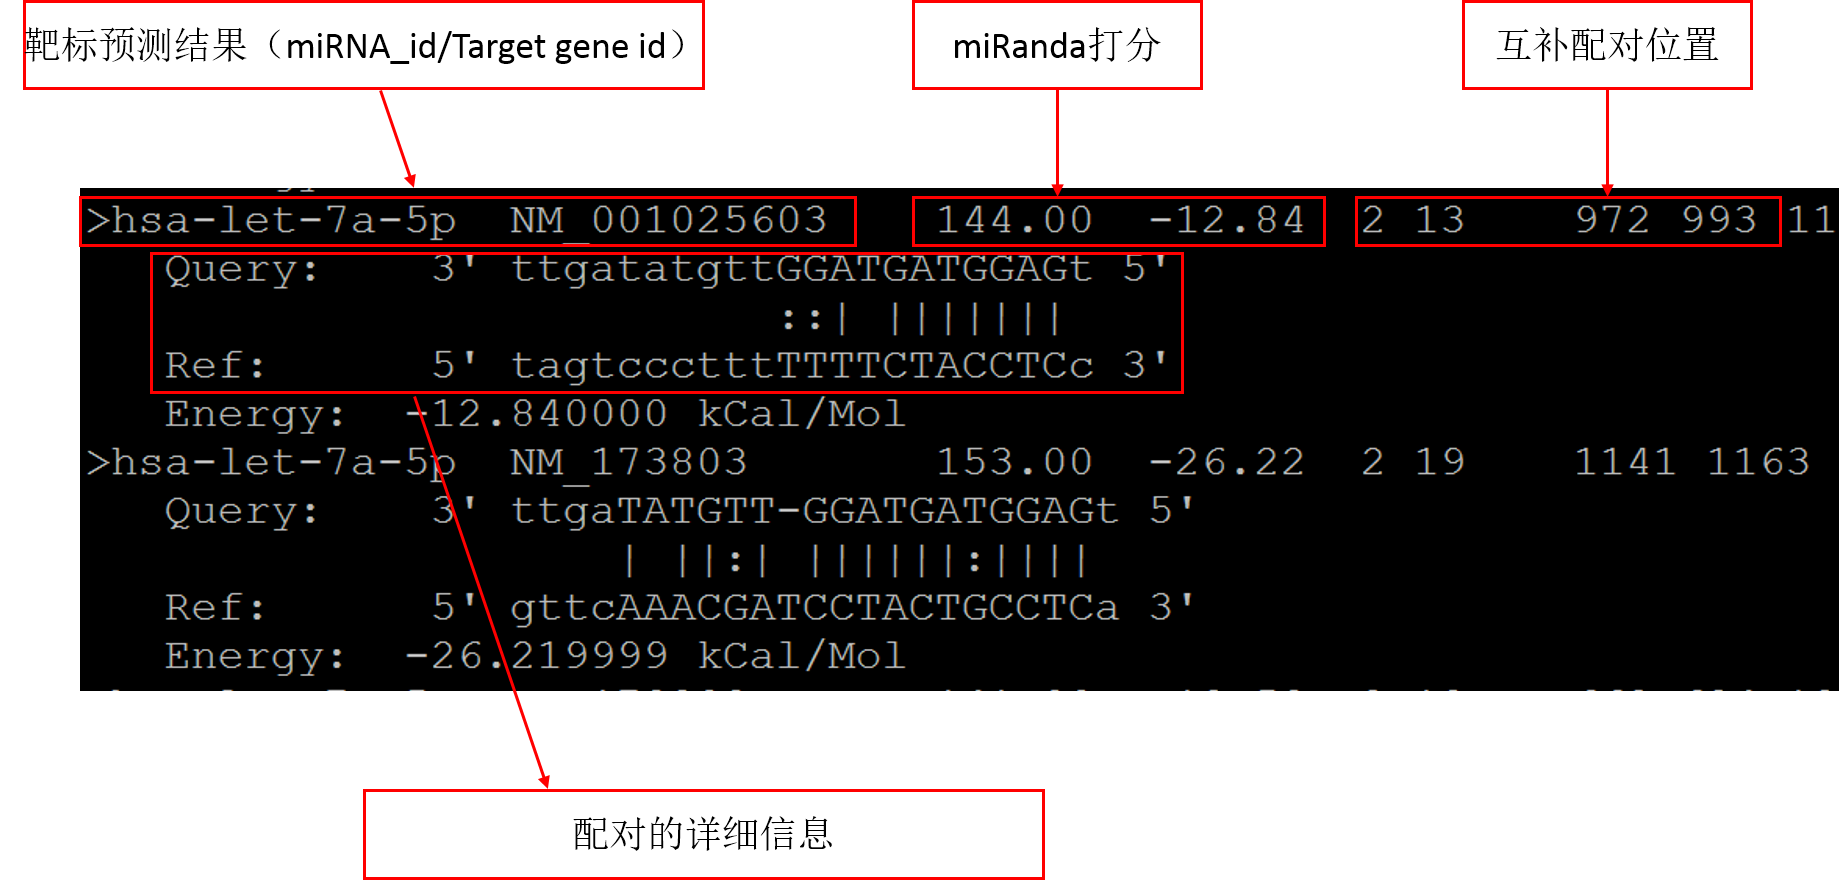 靶标预测结果（miRNA_id/Target gene id）
miRanda打分
互补配对位置
>hsa-let-7a-5p  NM_001025603    144.00  -12.84  2 13    972 993 11
Query:    3' ttgatatgttGGATGATGGAGt 5'
::| |||||||
Ref:      5' tagtccctttTTTTCTACCTCc 3'
Energy:  -12.840000 kCal/Mol
>hsa-let-7a-5p  NM_173803       153.00  -26.22  2 19    1141 1163
Query:    3' ttgaTATGTT-GGATGATGGAGt 5'
| ||:| ||||||:||||
Ref:      5' gttcAAACGATCCTACTGCCTCa 3'
Energy:  -26.219999 kCal/Mol
配对的详细信息